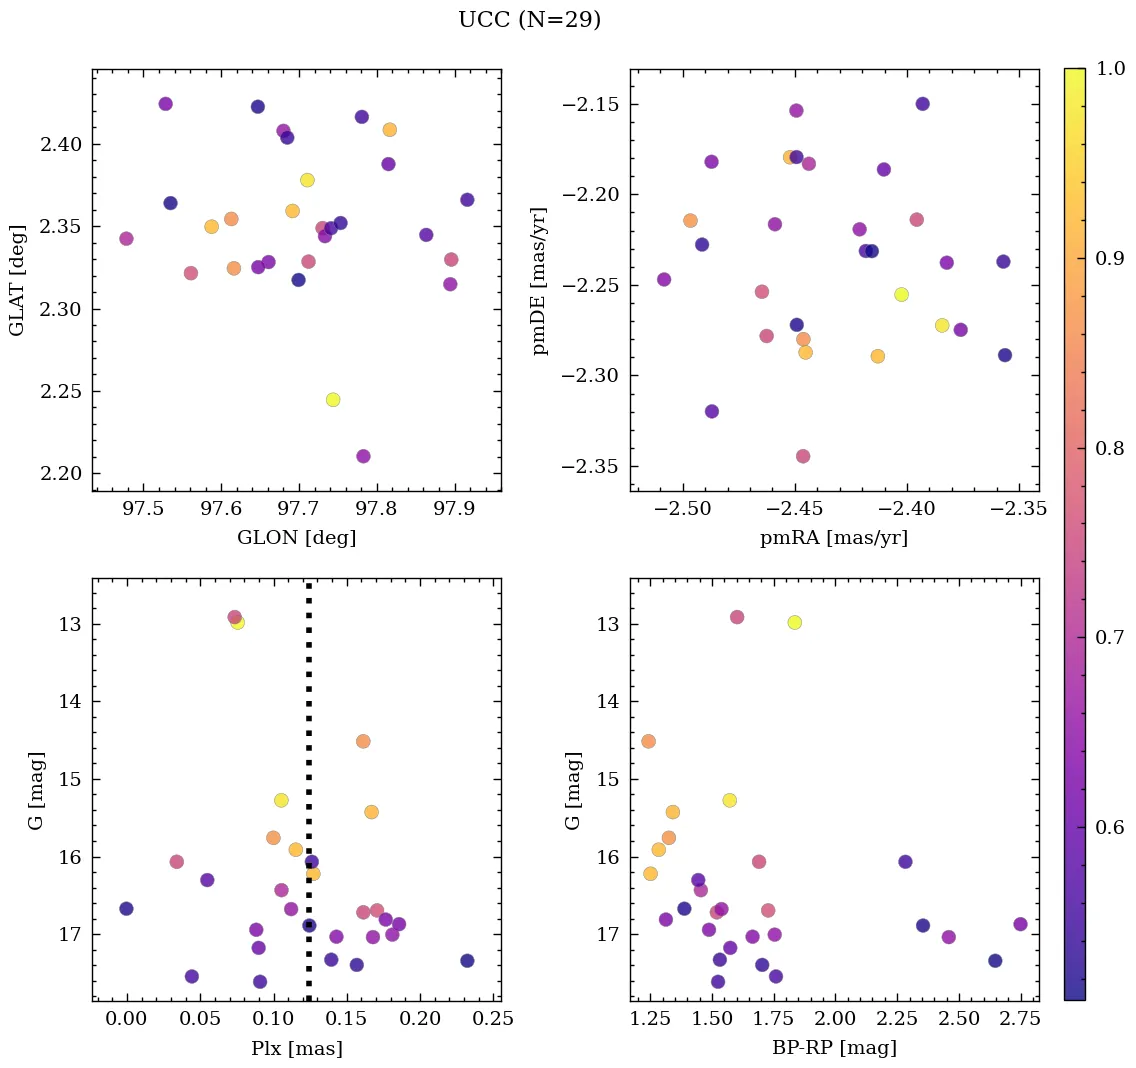 UCC (N=29)
2.40
2.35
2.30
2.25
2.20
GLAT [deg]
97.5 97.6 97.7 97.8 97.9
GLON [deg]
−2.15
−2.20
−2.25
−2.30
−2.35
pmDE [mas/yr]
−2.50 −2.45 −2.40 −2.35
pmRA [mas/yr]
13
14
15
16
17
G [mag]
0.00 0.05 0.10 0.15 0.20 0.25
Plx [mas]
13
14
15
16
17
G [mag]
1.25 1.50 1.75 2.00 2.25 2.50 2.75
BP-RP [mag]
1.0
0.9
0.8
0.7
0.6